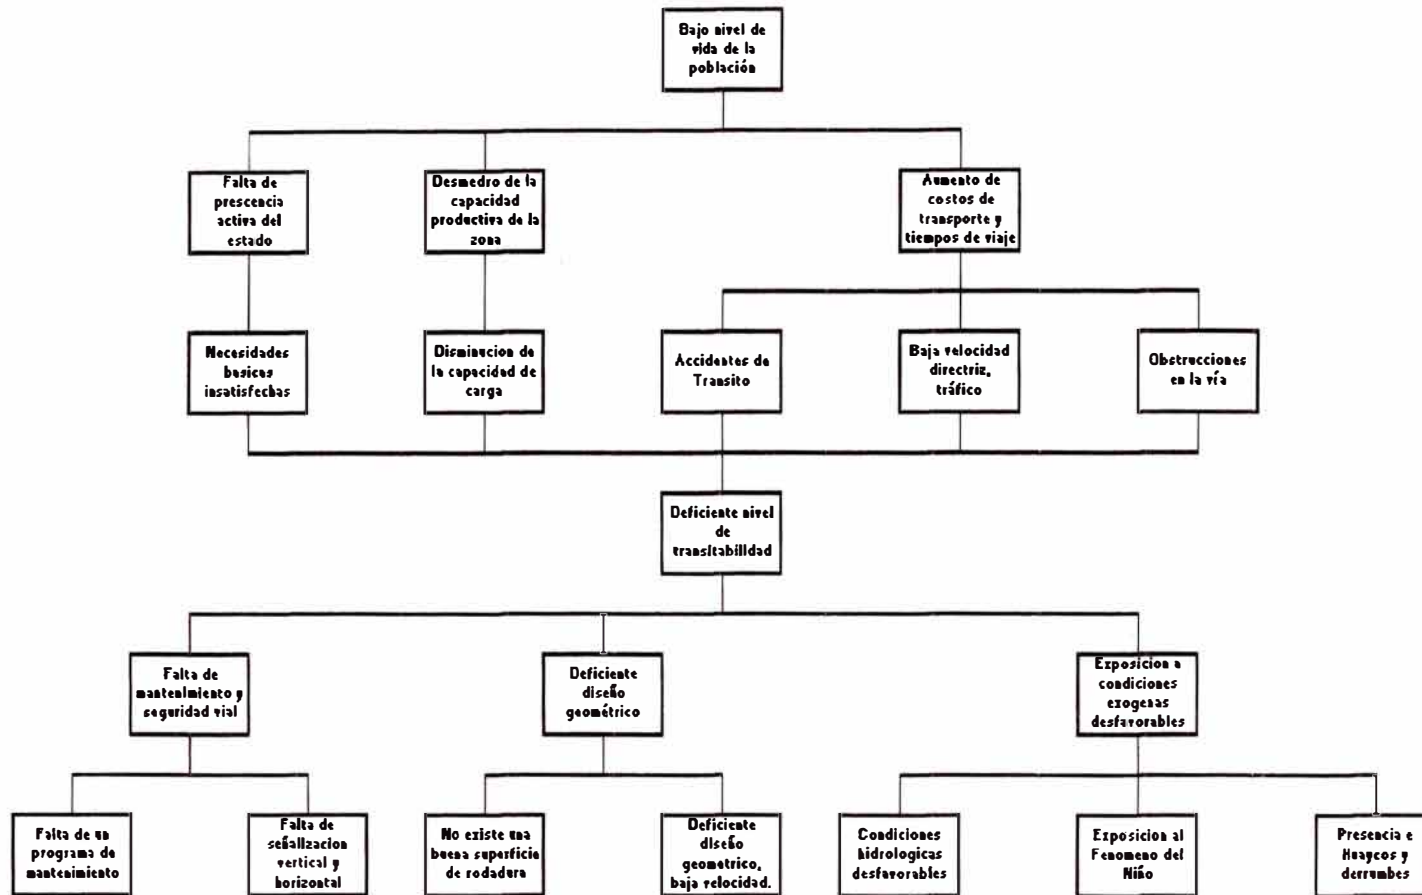 Bajo nivel de
vida de la
población
Falta de
prescencia
activa del
estado
Desmedro de la
capacidad
productiva de la
zona
Aumento de
costos de
transporte y
tiempos de viaje
Necesidades
basicas
insatisfechas
Disminucion de
la capacidad de
carga
Accidentes de
Transito
Baja velocidad
directriz,
tráfico
Obstrucciones
en la vía
Deficiente nivel
de
transitabilidad
Falta de
mantenimiento y
seguridad vial
Deficiente
diseño
geométrico
Exposicion a
condiciones
exogenas
desfavorables
Falta de un
programa de
mantenimiento
Falta de
señalizacion
vertical y
horizontal
No existe una
buena superficie
de rodadura
Deficiente
diseño
geometrico,
baja velocidad.
Condiciones
hidrologicas
desfavorables
Exposicion al
Fenomeno del
Niño
Presencia e
Huaycos y
derrumbes